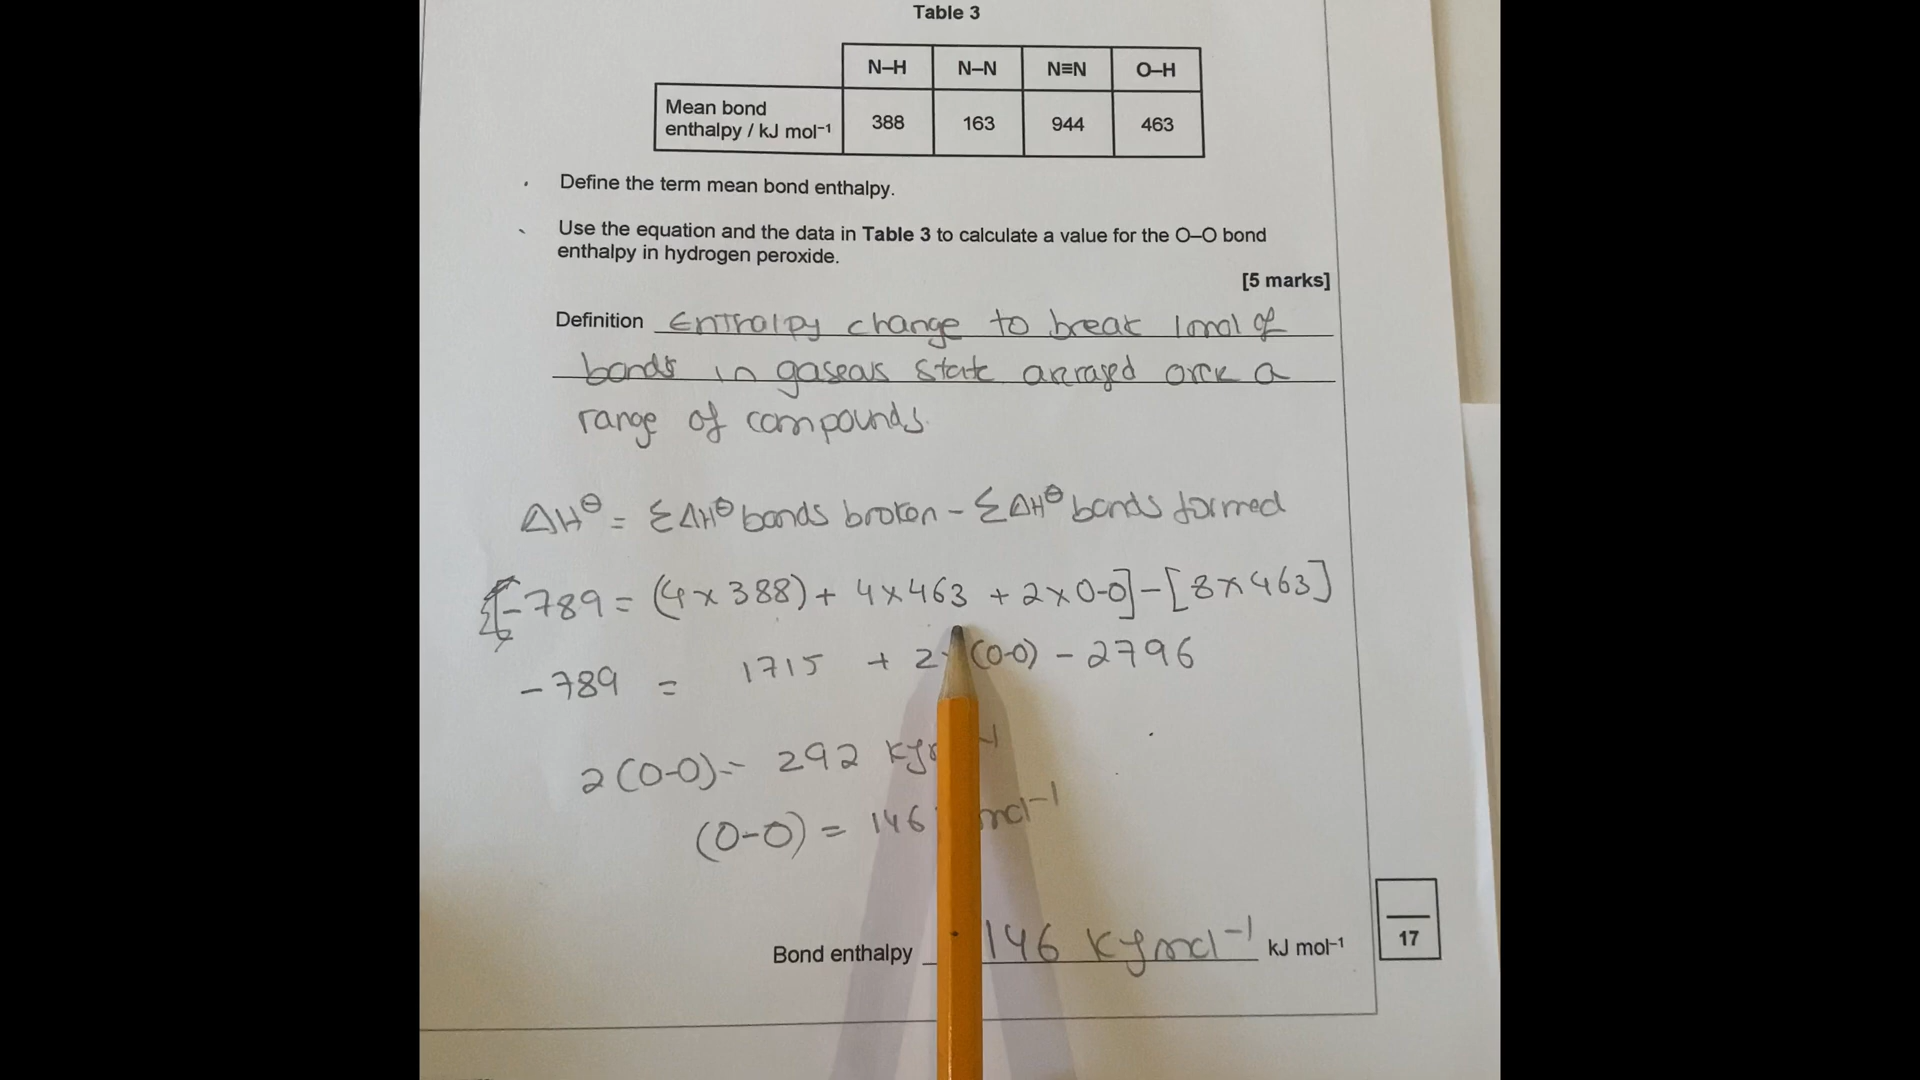 Table 3
N–H N–N N≡N O–H
Mean bond
enthalpy / kJ mol⁻¹ 388 163 944 463
Define the term mean bond enthalpy.
Use the equation and the data in Table 3 to calculate a value for the O–O bond
enthalpy in hydrogen peroxide.
[5 marks]
Definition Enthalpy change to break 1mol of
bonds in gaseous state averaged over a
range of compounds.
ΔH⊖ = ΣΔH⊖ bonds broken – ΣΔH⊖ bonds formed
-789 = (4 × 388) + 4 × 463 + 2 × O-O] – [8 × 463]
-789 = 1715 + 2 (O-O) – 2796
2(O-O) = 292
(O-O) = 146 mol⁻¹
Bond enthalpy 146 KJmol⁻¹ kJ mol⁻¹
17